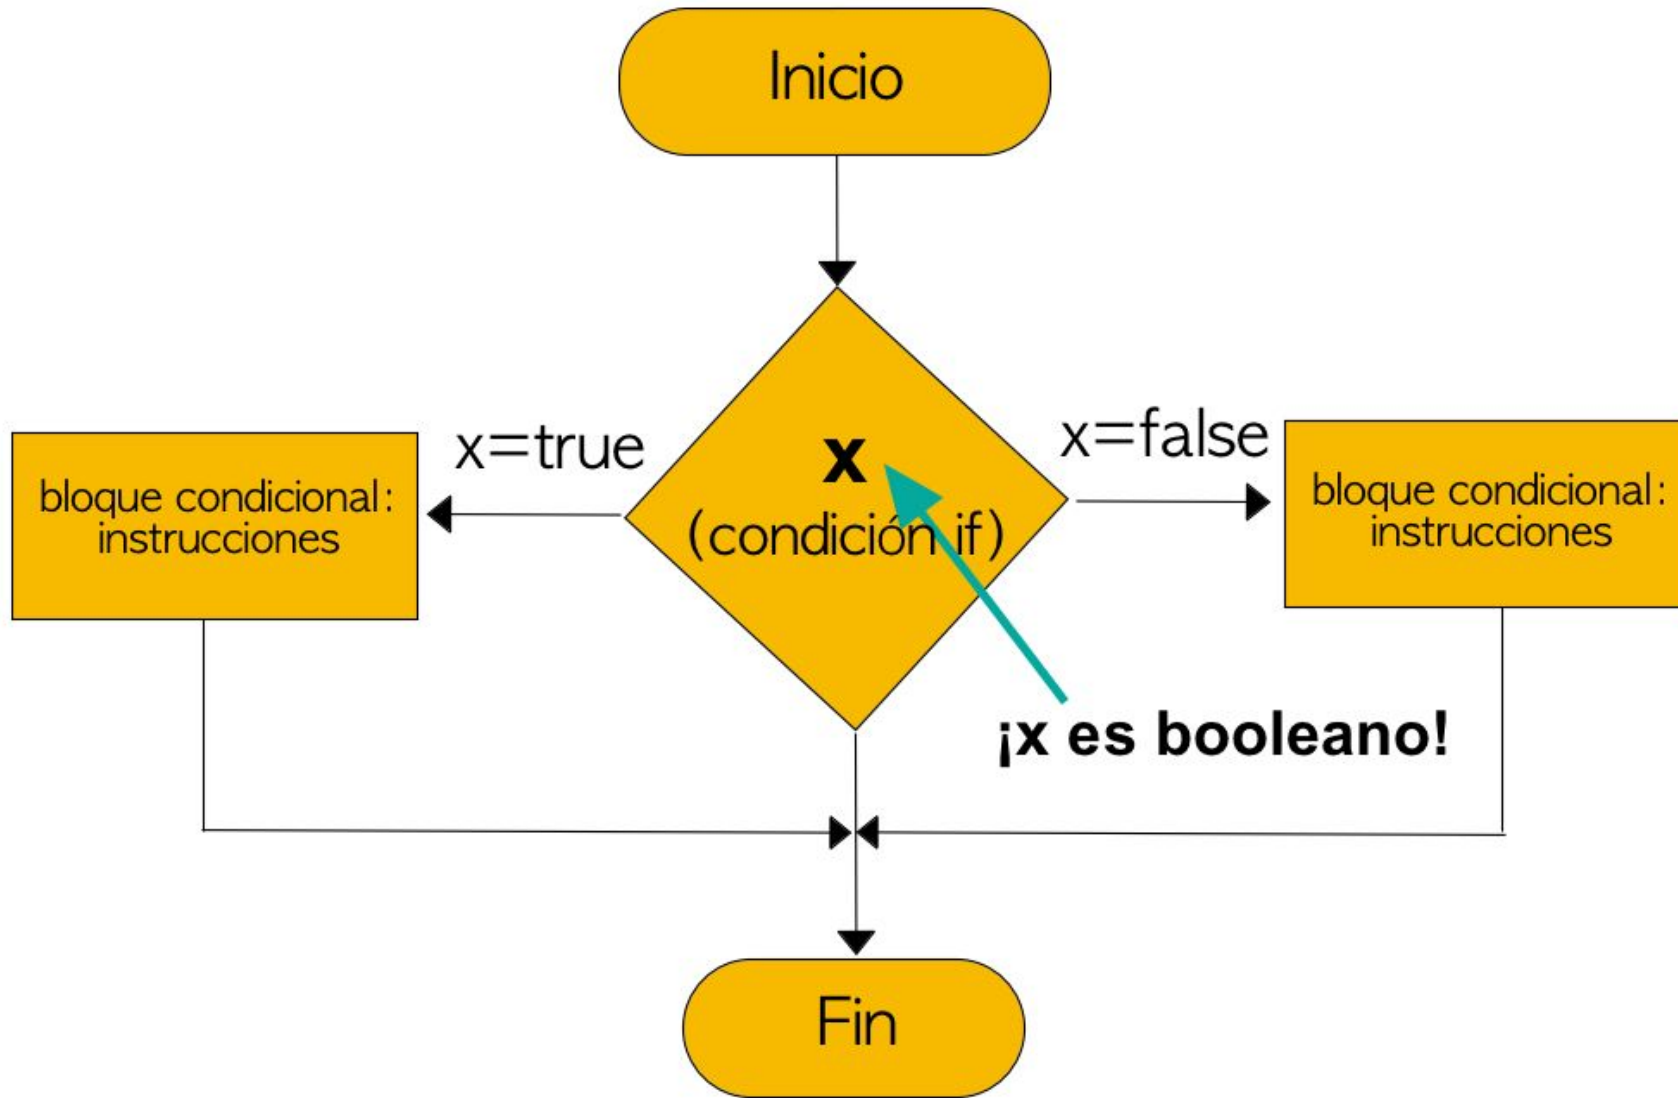 Inicio
x=true
x
(condición if)
x=false
bloque condicional:
instrucciones
bloque condicional:
instrucciones
¡x es booleano!
Fin